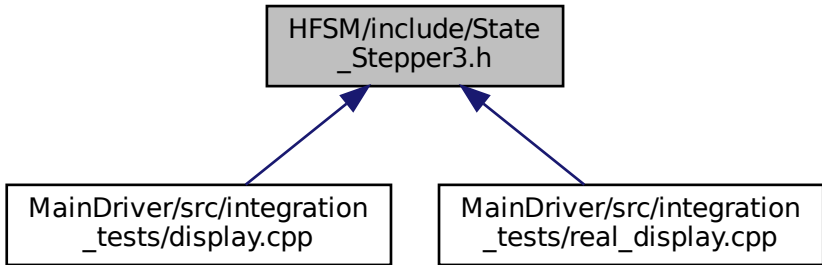 HFSM/include/State
_Stepper3.h
MainDriver/src/integration
_tests/display.cpp
MainDriver/src/integration
_tests/real_display.cpp